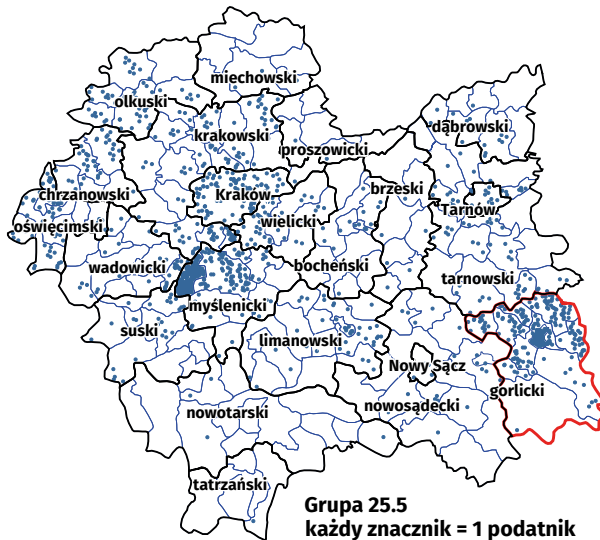 miechowski
olkuski
krakowski
proszowicki
dąbrowski
chrzanowski
Kraków
brzeski
Tarnów
oświęcimski
wielicki
wadowicki
bocheński
tarnowski
myślenicki
suski
limanowski
Nowy Sącz
gorlicki
nowotarski
nowosądecki
tatrzański
Grupa 25.5
każdy znacznik = 1 podatnik